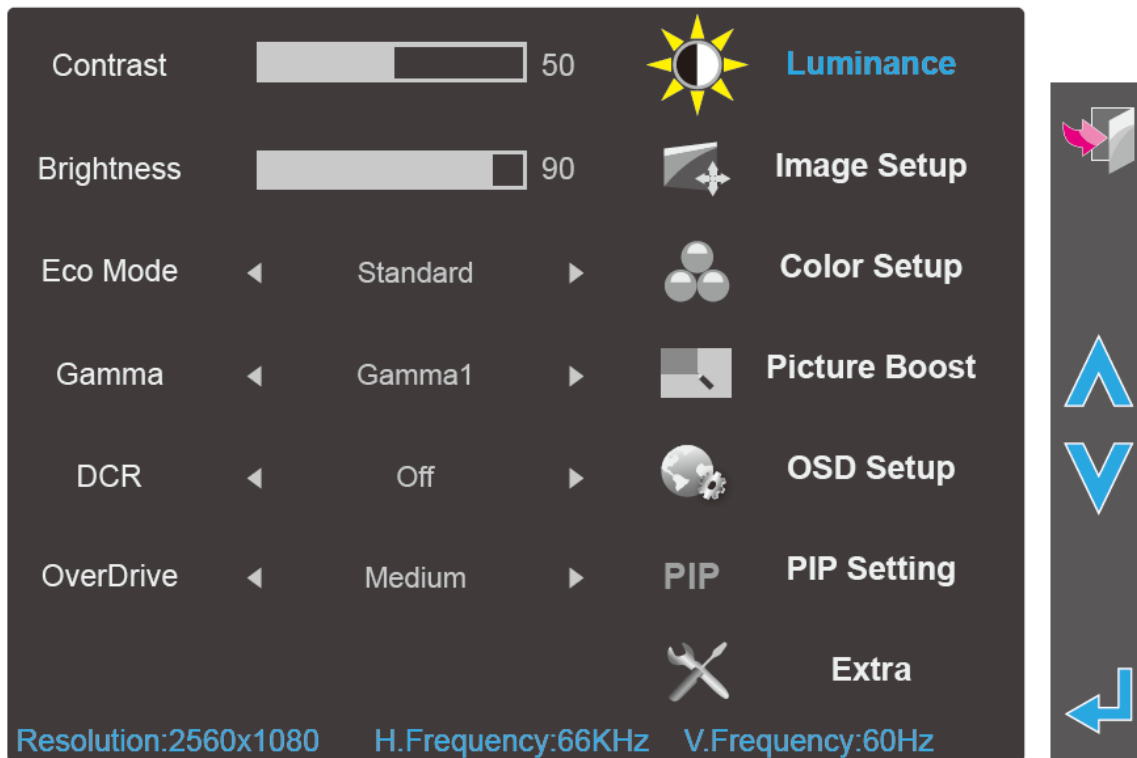 Contrast 50 Luminance
Brightness 90 Image Setup
Eco Mode Standard Color Setup
Gamma Gamma1 Picture Boost
DCR Off OSD Setup
OverDrive Medium PIP PIP Setting
Extra
Resolution:2560x1080 H.Frequency:66KHz V.Frequency:60Hz